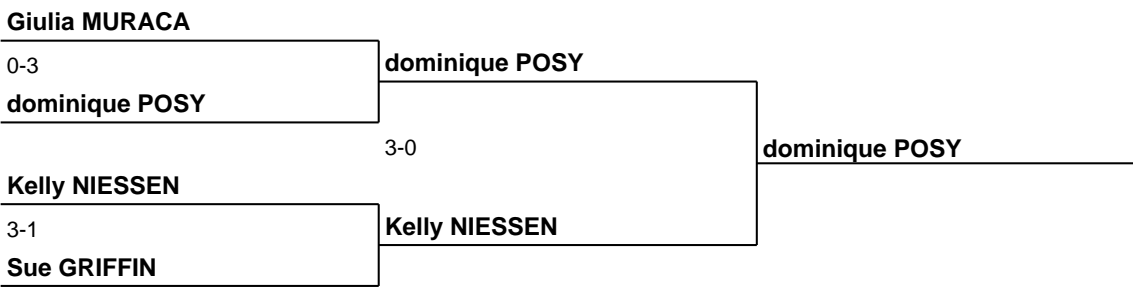 Giulia MURACA
0-3
dominique POSY
dominique POSY
3-0
dominique POSY
Kelly NIESSEN
3-1
Kelly NIESSEN
Sue GRIFFIN